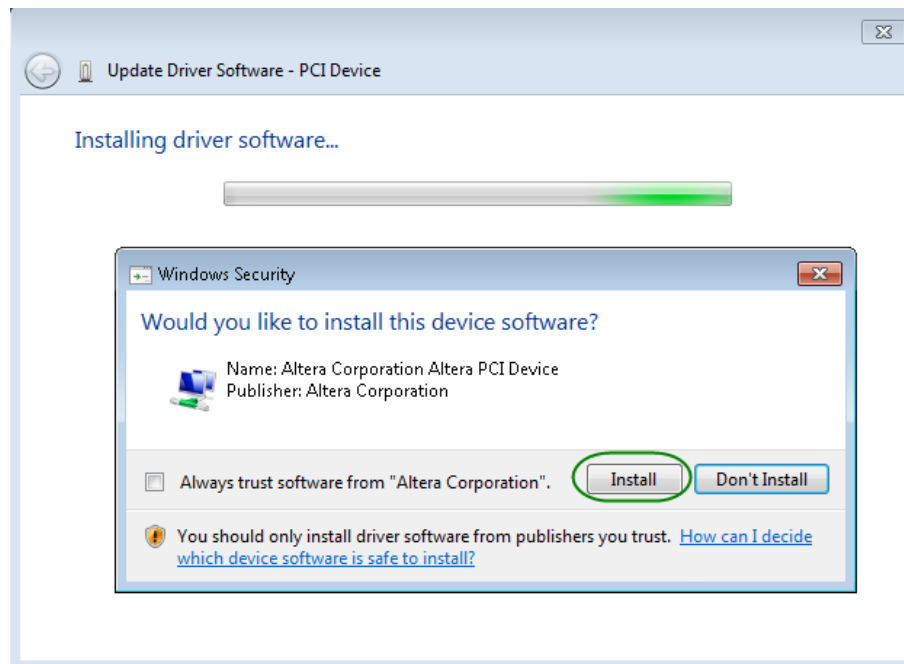 Update Driver Software - PCI Device
Installing driver software...
Windows Security
Would you like to install this device software?
Name: Altera Corporation Altera PCI Device
Publisher: Altera Corporation
Always trust software from "Altera Corporation".
Install
Don't Install
You should only install driver software from publishers you trust. How can I decide
which device software is safe to install?